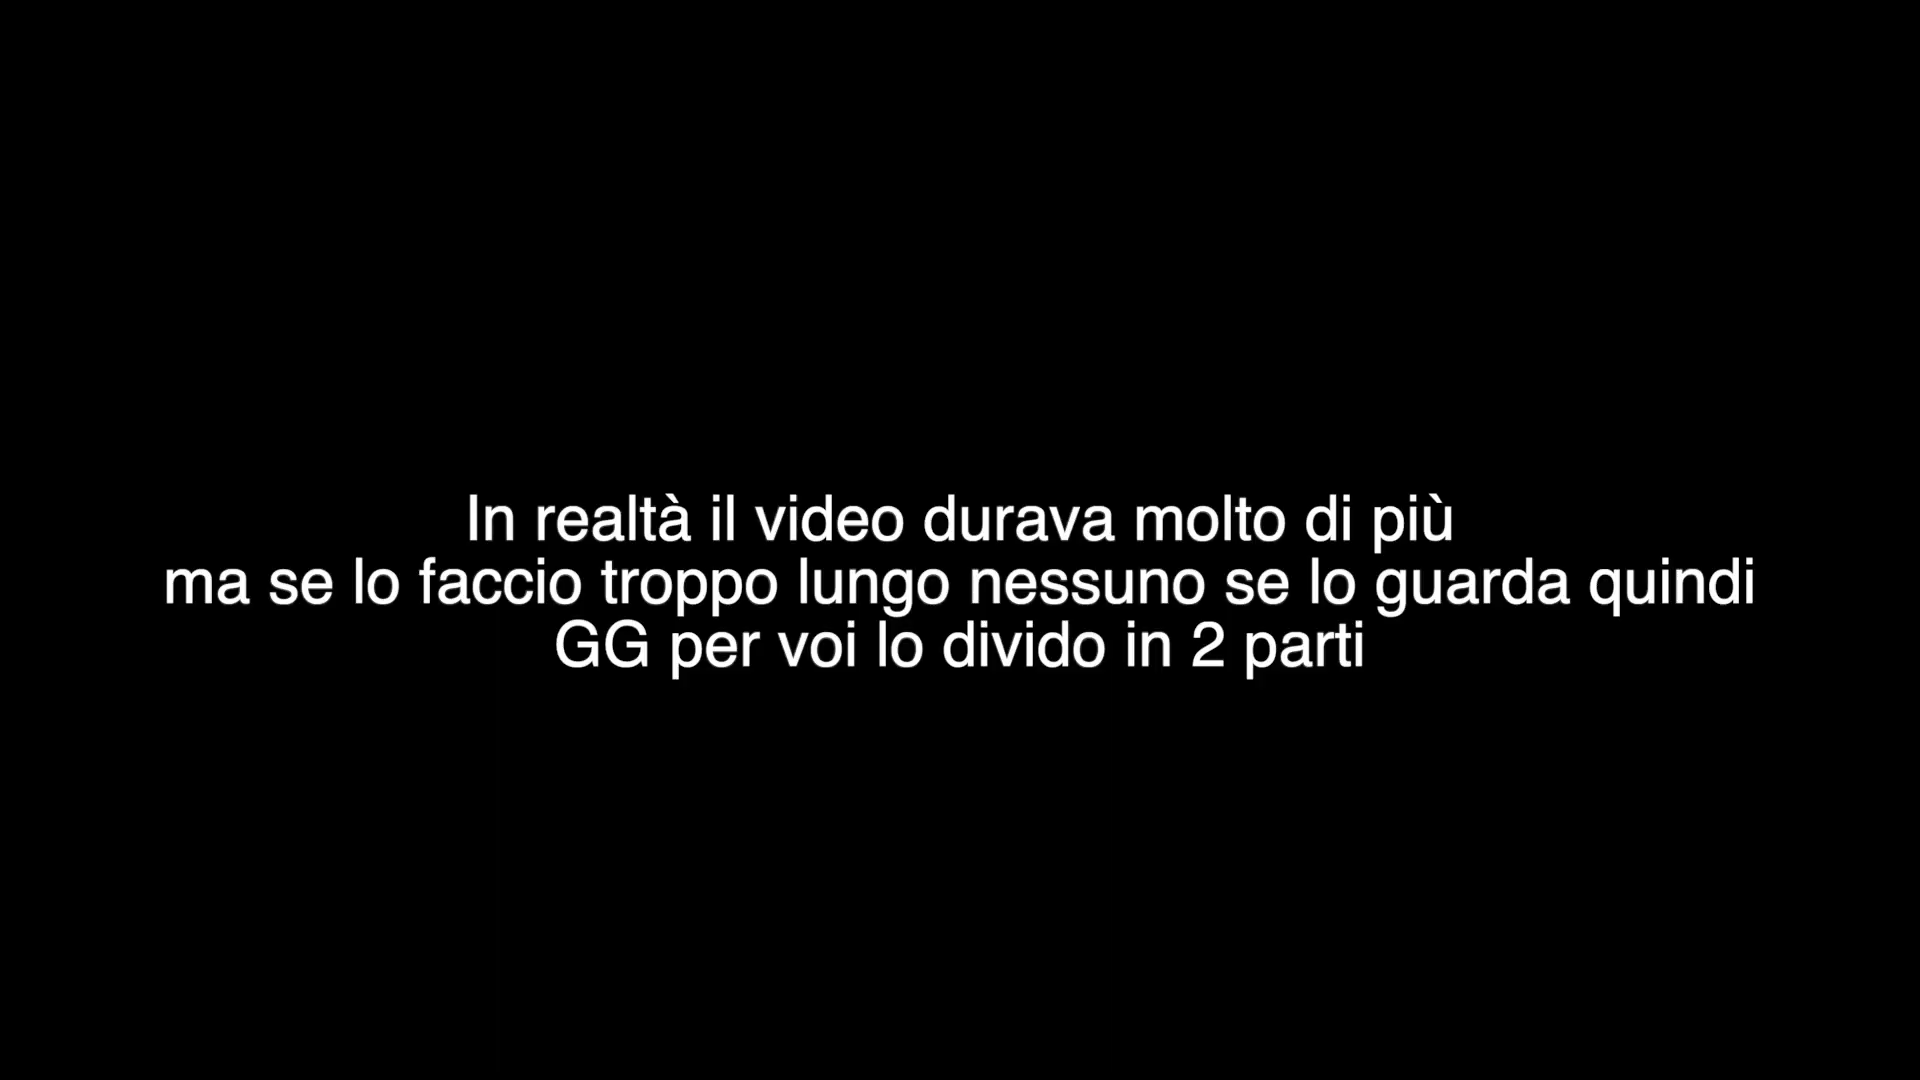 In realtà il video durava molto di più
ma se lo faccio troppo lungo nessuno se lo guarda quindi
GG per voi lo divido in 2 parti